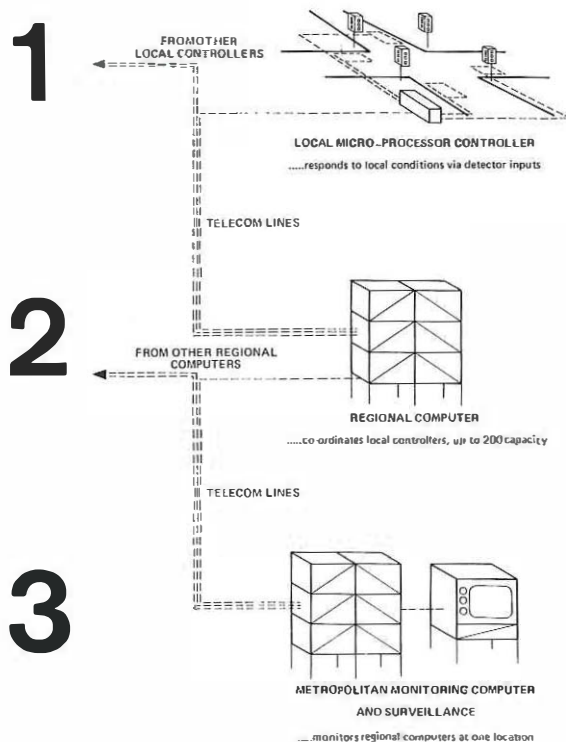 1
FROMOTHER
LOCAL CONTROLLERS
LOCAL MICRO-PROCESSOR CONTROLLER
.....responds to local conditions via detector inputs
TELECOM LINES
2
FROM OTHER REGIONAL
COMPUTERS
REGIONAL COMPUTER
.....co-ordinates local controllers, up to 200 capacity
TELECOM LINES
3
METROPOLITAN MONITORING COMPUTER
AND SURVEILLANCE
.....monitors regional computers at one location